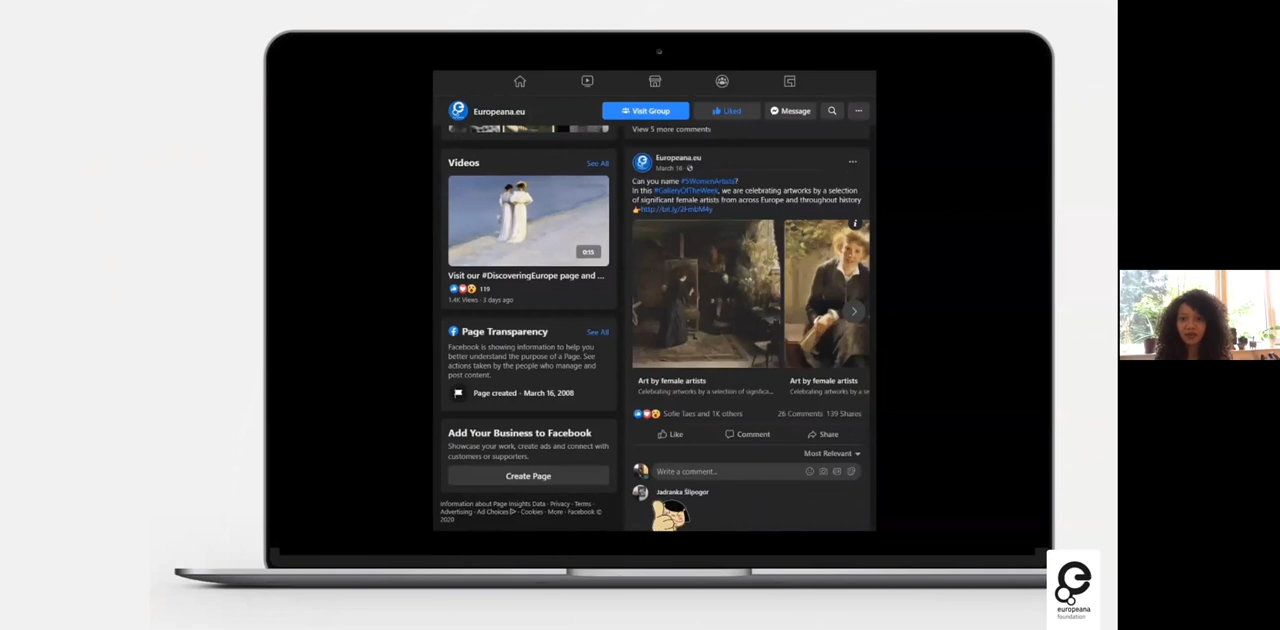 Europeana.eu
Visit Group
Liked
Message
Videos
See All
0:15
Visit our #DiscoveringEurope page and ...
119
1.4K Views · 3 days ago
Page Transparency
See All
Facebook is showing information to help you
better understand the purpose of a Page. See
actions taken by the people who manage and
post content.
Page created - March 16, 2008
Add Your Business to Facebook
Showcase your work, create ads and connect with
customers or supporters.
Create Page
Information about Page Insights Data · Privacy · Terms ·
Advertising · Ad Choices · Cookies · More · Facebook ©
2020
View 5 more comments
Europeana.eu
March 16 ·
Can you name #5WomenArtists?
In this #GalleryOfTheWeek, we are celebrating artworks by a selection
of significant female artists from across Europe and throughout history
Art by female artists
Celebrating artworks by a selection of significa...
Art by female artists
Celebrating artworks by a se
Sofie Taes and 1K others
26 Comments 139 Shares
Like
Comment
Share
Most Relevant
Write a comment...
Jadranka Šlipogor
europeana
foundation